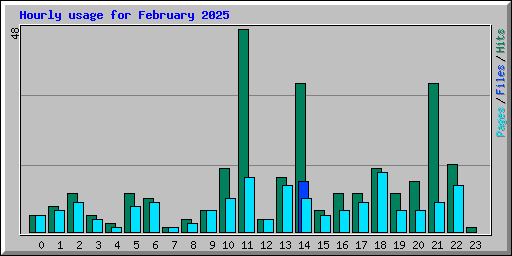 Hourly usage for February 2025
48
Pages/Files/Hits
0 1 2 3 4 5 6 7 8 9 10 11 12 13 14 15 16 17 18 19 20 21 22 23